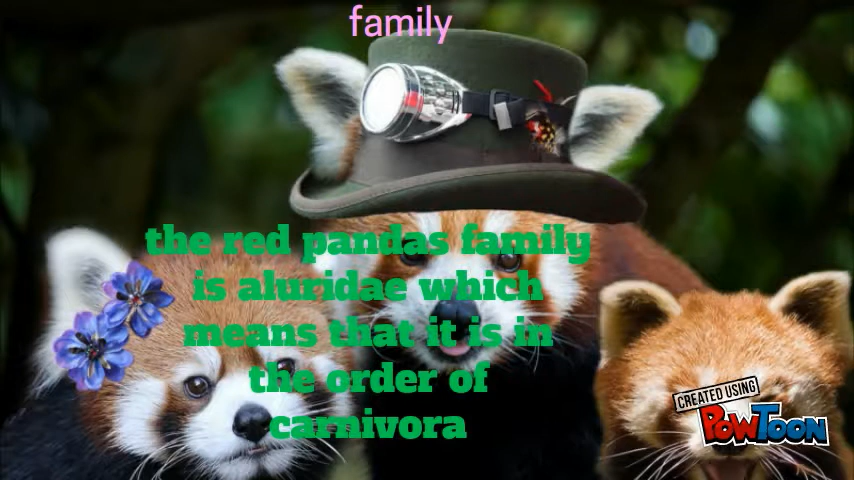 family
the red pandas family
is aluridae which
means that it is in
the order of
carnivora
CREATED USING
POWTOON